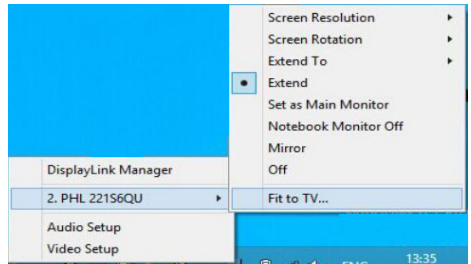 Screen Resolution
Screen Rotation
Extend To
Extend
Set as Main Monitor
Notebook Monitor Off
Mirror
Off
Fit to TV...
DisplayLink Manager
2. PHL 221S6QU
Audio Setup
Video Setup
13:35